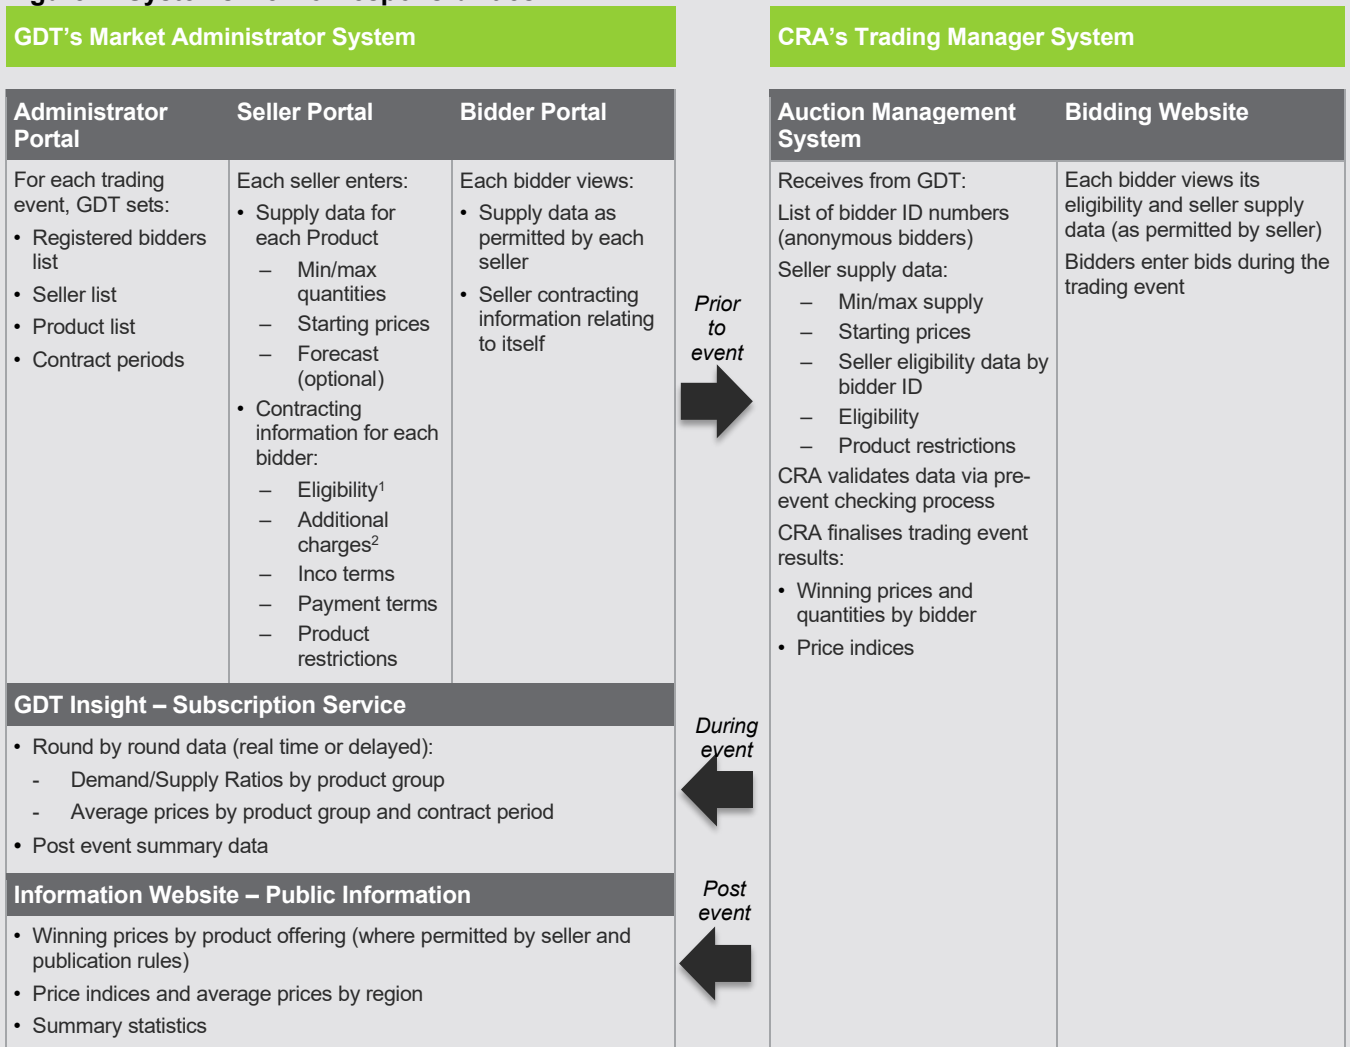 GDT's Market Administrator System
Administrator
Portal
For each trading
event, GDT sets:
• Registered bidders
list
• Seller list
• Product list
• Contract periods
Seller Portal
Each seller enters:
• Supply data for
each Product
– Min/max
quantities
– Starting prices
– Forecast
(optional)
• Contracting
information for each
bidder:
– Eligibility¹
– Additional
charges²
– Inco terms
– Payment terms
– Product
restrictions
Bidder Portal
Each bidder views:
• Supply data as
permitted by each
seller
• Seller contracting
information relating
to itself
GDT Insight – Subscription Service
• Round by round data (real time or delayed):
- Demand/Supply Ratios by product group
- Average prices by product group and contract period
• Post event summary data
Information Website – Public Information
• Winning prices by product offering (where permitted by seller and
publication rules)
• Price indices and average prices by region
• Summary statistics
Prior
to
event
During
event
Post
event
CRA's Trading Manager System
Auction Management
System
Receives from GDT:
List of bidder ID numbers
(anonymous bidders)
Seller supply data:
– Min/max supply
– Starting prices
– Seller eligibility data by
bidder ID
– Eligibility
– Product restrictions
CRA validates data via pre-
event checking process
CRA finalises trading event
results:
• Winning prices and
quantities by bidder
• Price indices
Bidding Website
Each bidder views its
eligibility and seller supply
data (as permitted by seller)
Bidders enter bids during the
trading event